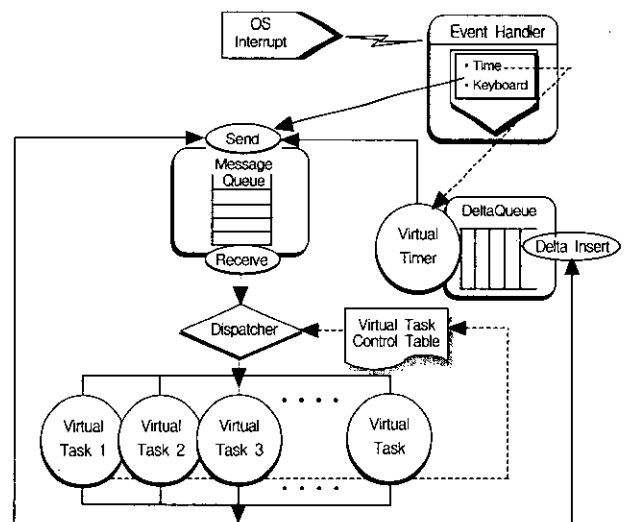 OS
Interrupt
Event Handler
• Time
• Keyboard
Send
Message
Queue
Receive
DeltaQueue
Virtual
Timer
Delta Insert
Dispatcher
Virtual Task
Control Table
Virtual
Task 1
Virtual
Task 2
Virtual
Task 3
• • • •
Virtual
Task
• • • •